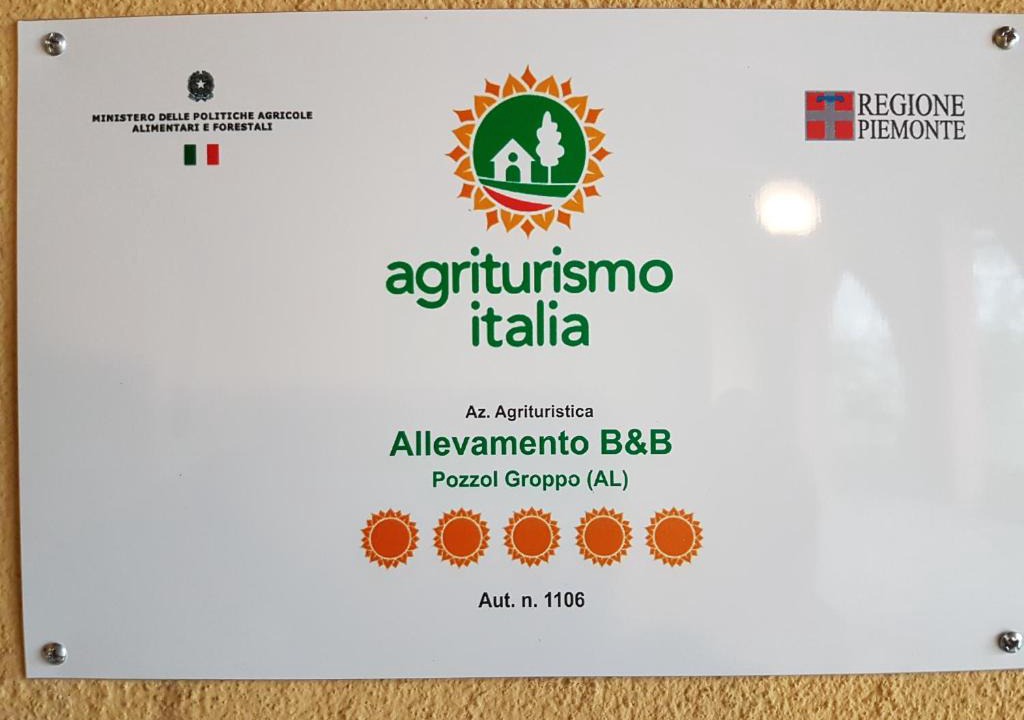 MINISTERO DELLE POLITICHE AGRICOLE
ALIMENTARI E FORESTALI
REGIONE
PIEMONTE
agriturismo
italia
Az. Agrituristica
Allevamento B&B
Pozzol Groppo (AL)
Aut. n. 1106